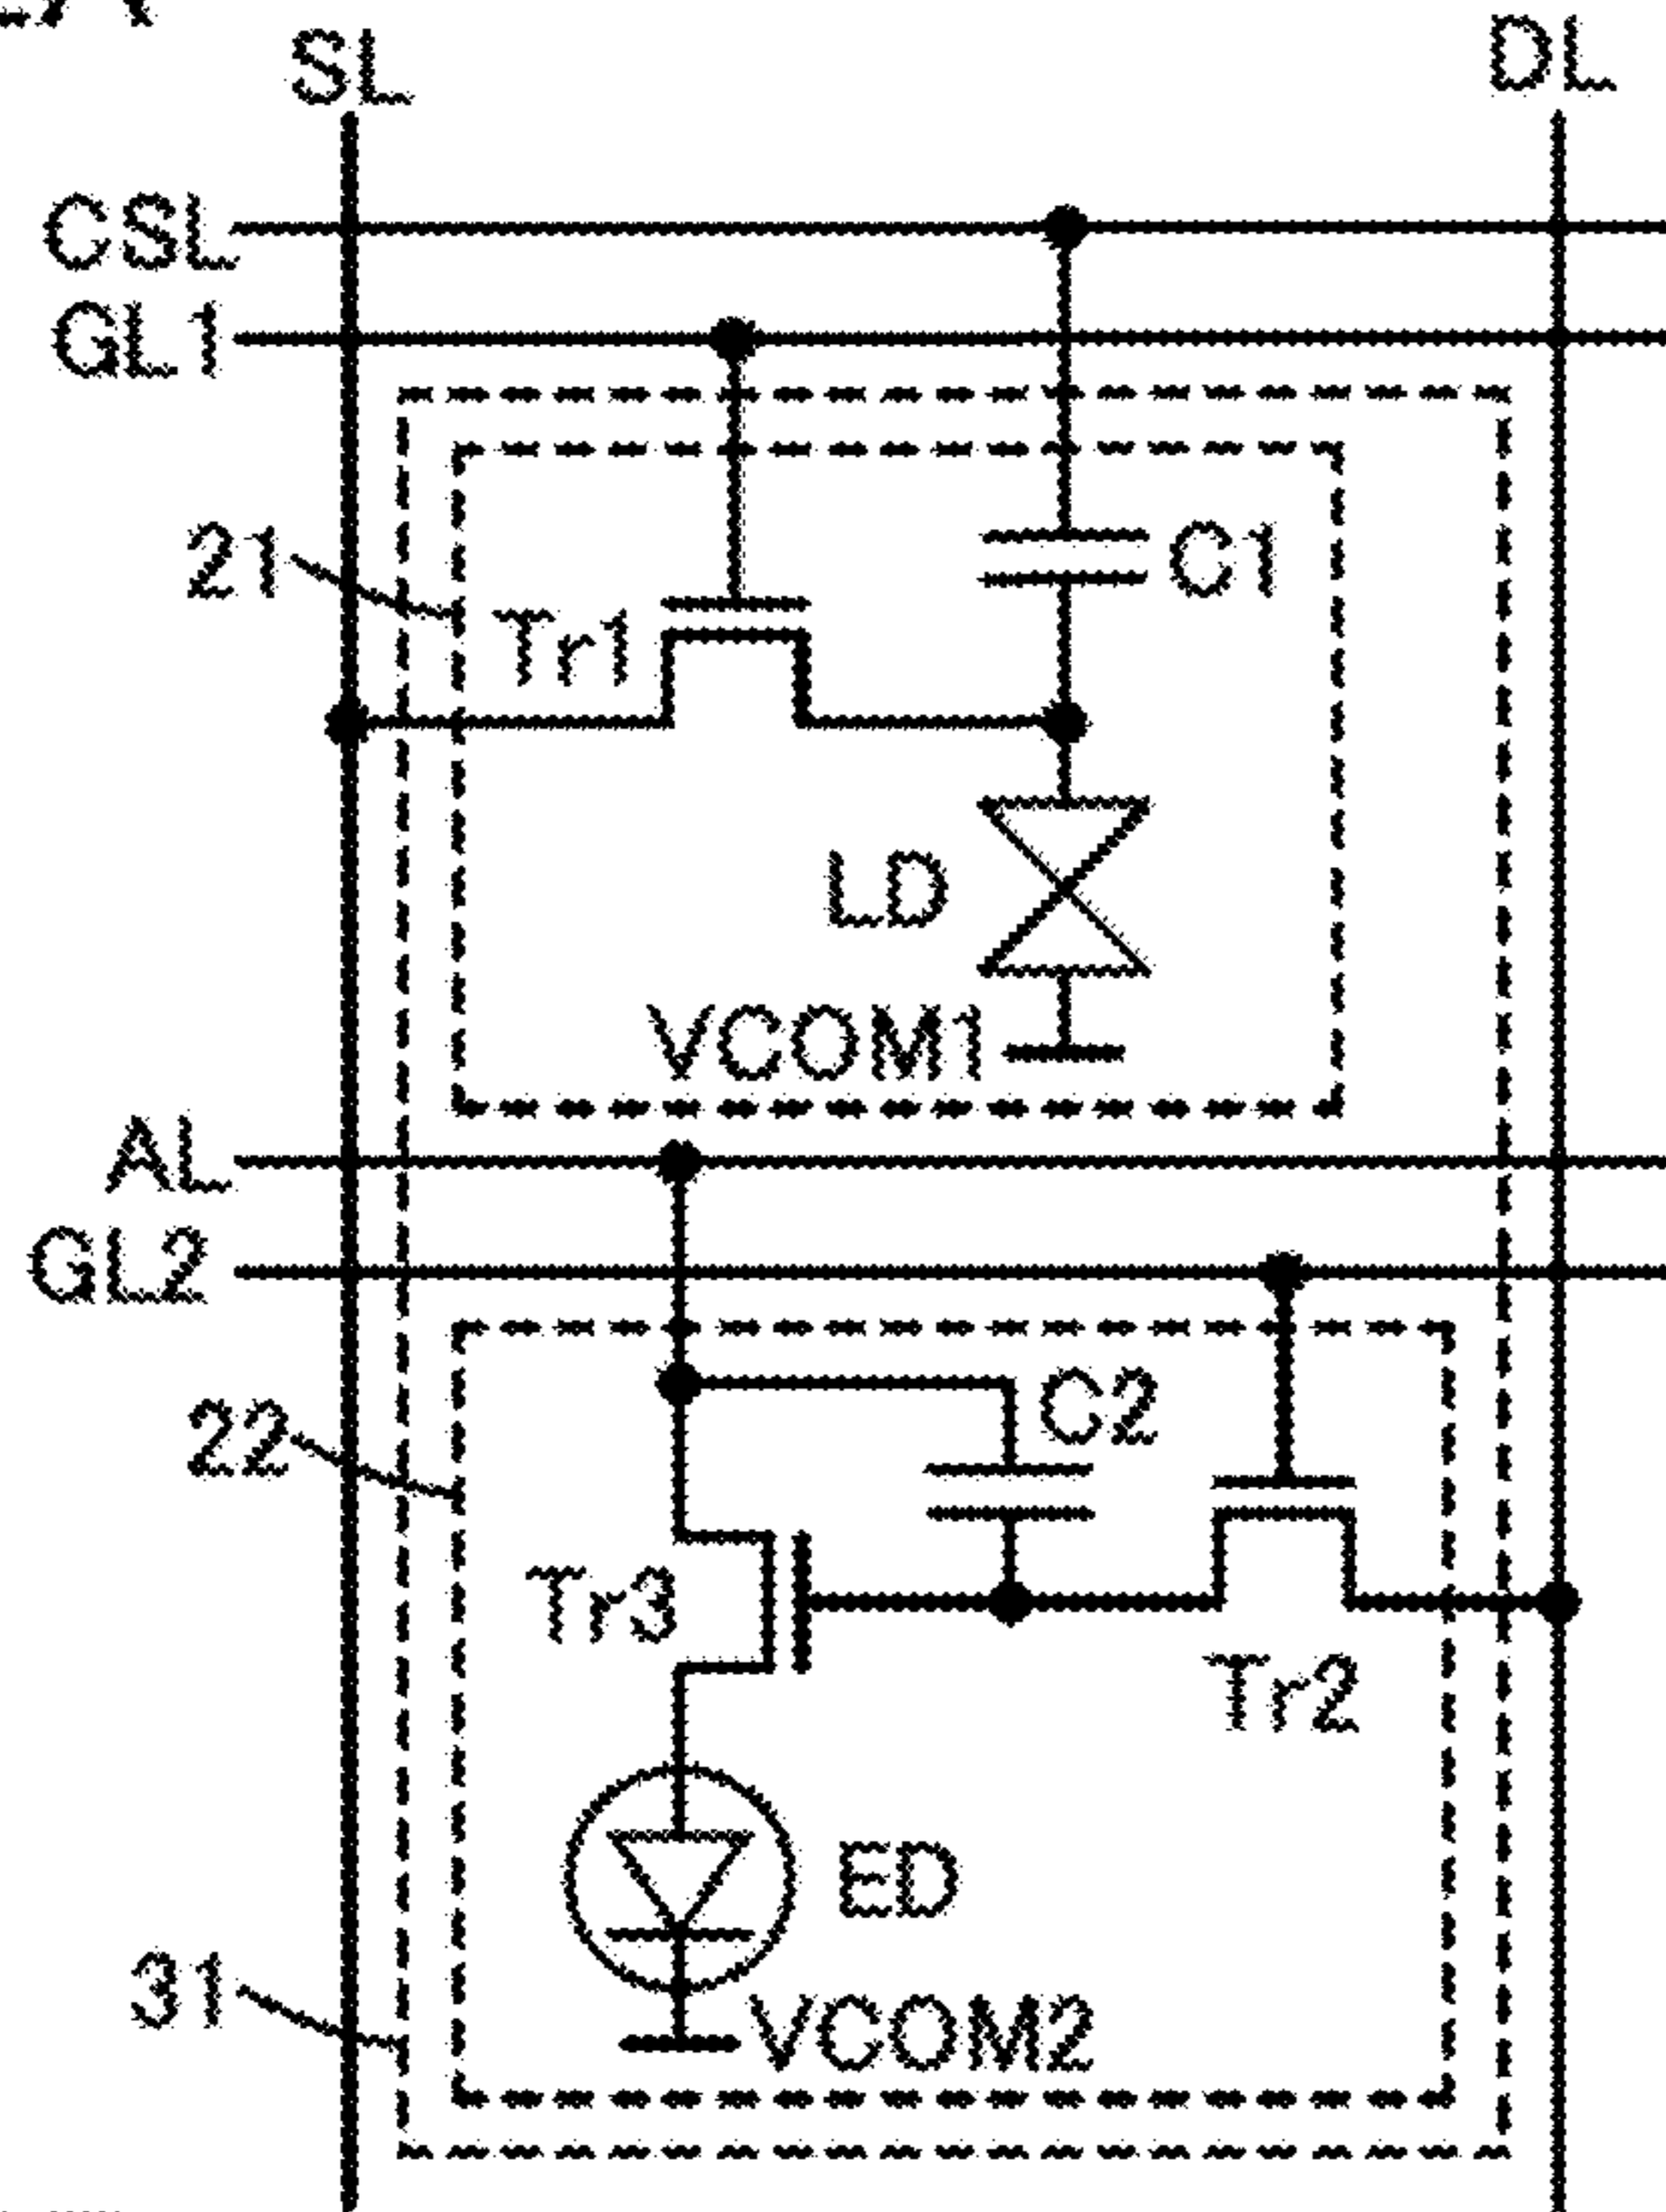 SL
DL
CSL
GL1
21
Tr1
C1
LD
VCOM1
AL
GL2
22
C2
Tr3
Tr2
ED
31
VCOM2